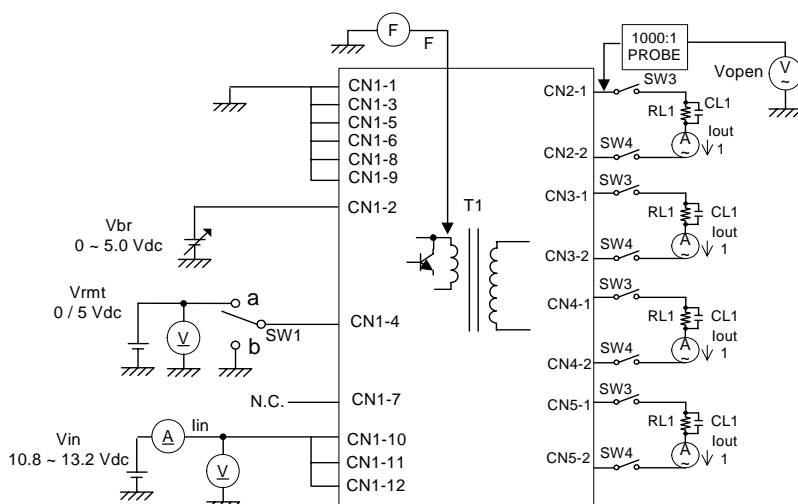 F
F
1000:1
PROBE
Vopen
V
~
CN1-1
CN1-3
CN1-5
CN1-6
CN1-8
CN1-9
CN1-2
Vbr
0 ~ 5.0 Vdc
Vrmt
0 / 5 Vdc
V
a
b
SW1
CN1-4
N.C.
CN1-7
Vin
10.8 ~ 13.2 Vdc
A
Iin
V
CN1-10
CN1-11
CN1-12
T1
CN2-1
SW3
RL1
CL1
A
~
Iout
1
CN2-2
SW4
CN3-1
SW3
RL1
CL1
A
~
Iout
1
CN3-2
SW4
CN4-1
SW3
RL1
CL1
A
~
Iout
1
CN4-2
SW4
CN5-1
SW3
RL1
CL1
A
~
Iout
1
CN5-2
SW4